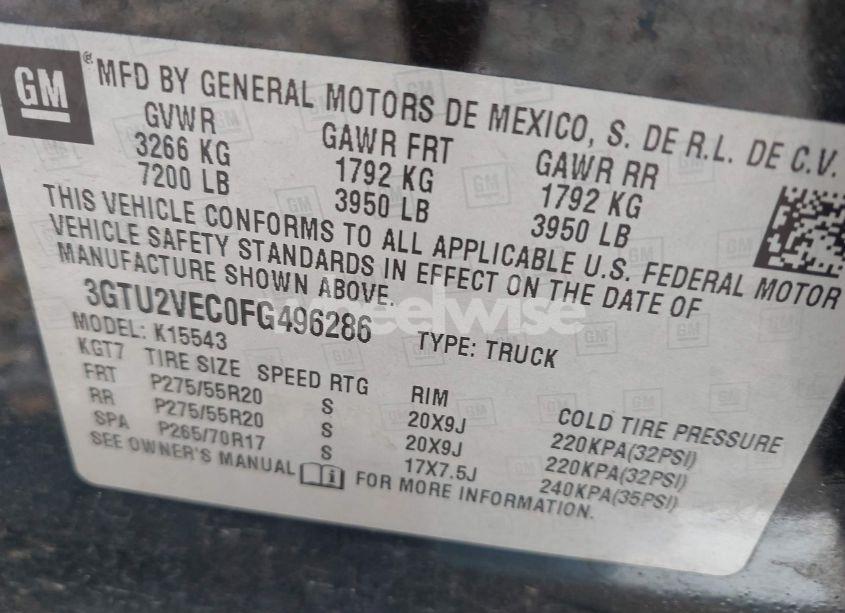 GM
® MFD BY GENERAL MOTORS DE MEXICO, S. DE R.L. DE C.V.
GVWR GAWR FRT GAWR RR
3266 KG 1792 KG 1792 KG
7200 LB 3950 LB 3950 LB
THIS VEHICLE CONFORMS TO ALL APPLICABLE U.S. FEDERAL MOTOR
VEHICLE SAFETY STANDARDS IN EFFECT ON THE DATE OF
MANUFACTURE SHOWN ABOVE.
3GTU2VEC0FG496286 TYPE: TRUCK
MODEL: K15543
KGT7 TIRE SIZE SPEED RTG RIM COLD TIRE PRESSURE
FRT P275/55R20 S 20X9J 220KPA(32PSI)
RR P275/55R20 S 20X9J 220KPA(32PSI)
SPA P265/70R17 S 17X7.5J 240KPA(35PSI)
SEE OWNER'S MANUAL FOR MORE INFORMATION.
wheelwise